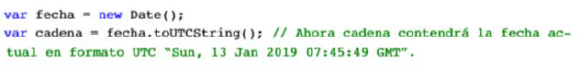 var fecha = new Date();
var cadena = fecha.toUTCString(); // Ahora cadena contendrá la fecha ac-
tual en formato UTC "Sun, 13 Jan 2019 07:45:49 GMT".